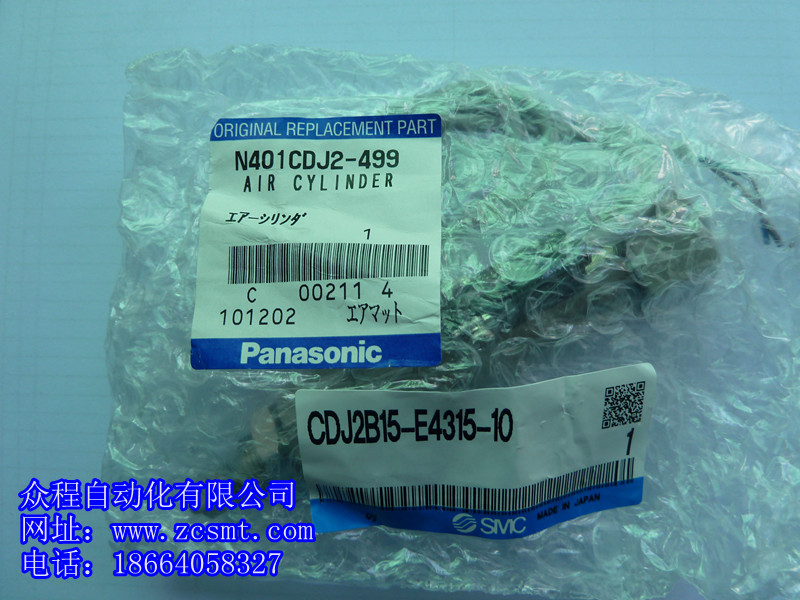 ORIGINAL REPLACEMENT PART
N401CDJ2-499
AIR CYLINDER
エアーシリンダ
1
C 00211 4
101202 エアマット
Panasonic
CDJ2B15-E4315-10
1
SMC MADE IN JAPAN
众程自动化有限公司
网址：www.zcsmt.com
电话：18664058327